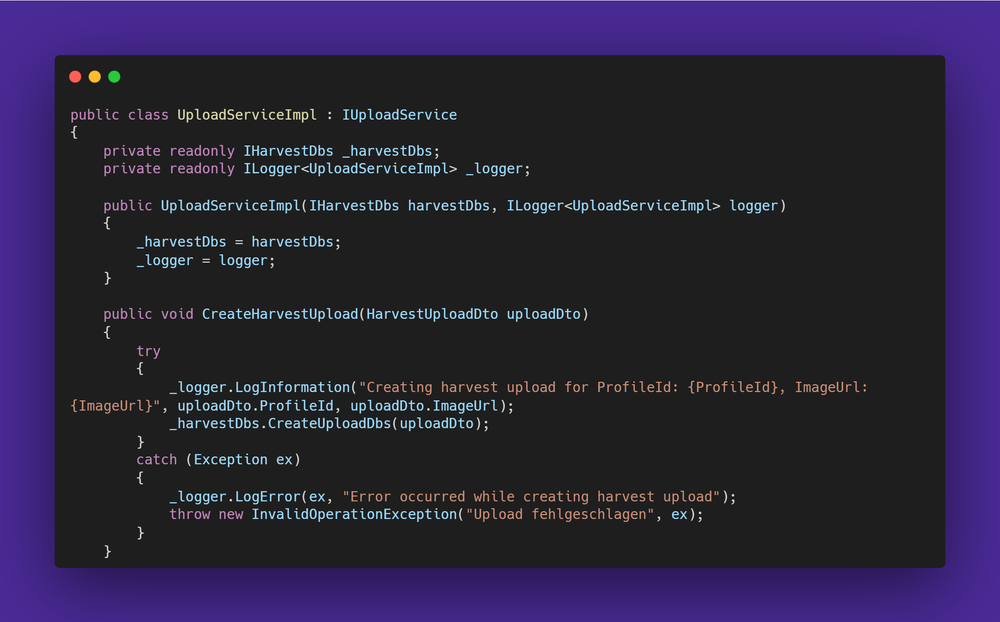 public class UploadServiceImpl : IUploadService
{
    private readonly IHarvestDbs _harvestDbs;
    private readonly ILogger<UploadServiceImpl> _logger;

    public UploadServiceImpl(IHarvestDbs harvestDbs, ILogger<UploadServiceImpl> logger)
    {
        _harvestDbs = harvestDbs;
        _logger = logger;
    }

    public void CreateHarvestUpload(HarvestUploadDto uploadDto)
    {
        try
        {
            _logger.LogInformation("Creating harvest upload for ProfileId: {ProfileId}, ImageUrl:
{ImageUrl}", uploadDto.ProfileId, uploadDto.ImageUrl);
            _harvestDbs.CreateUploadDbs(uploadDto);
        }
        catch (Exception ex)
        {
            _logger.LogError(ex, "Error occurred while creating harvest upload");
            throw new InvalidOperationException("Upload fehlgeschlagen", ex);
        }
    }